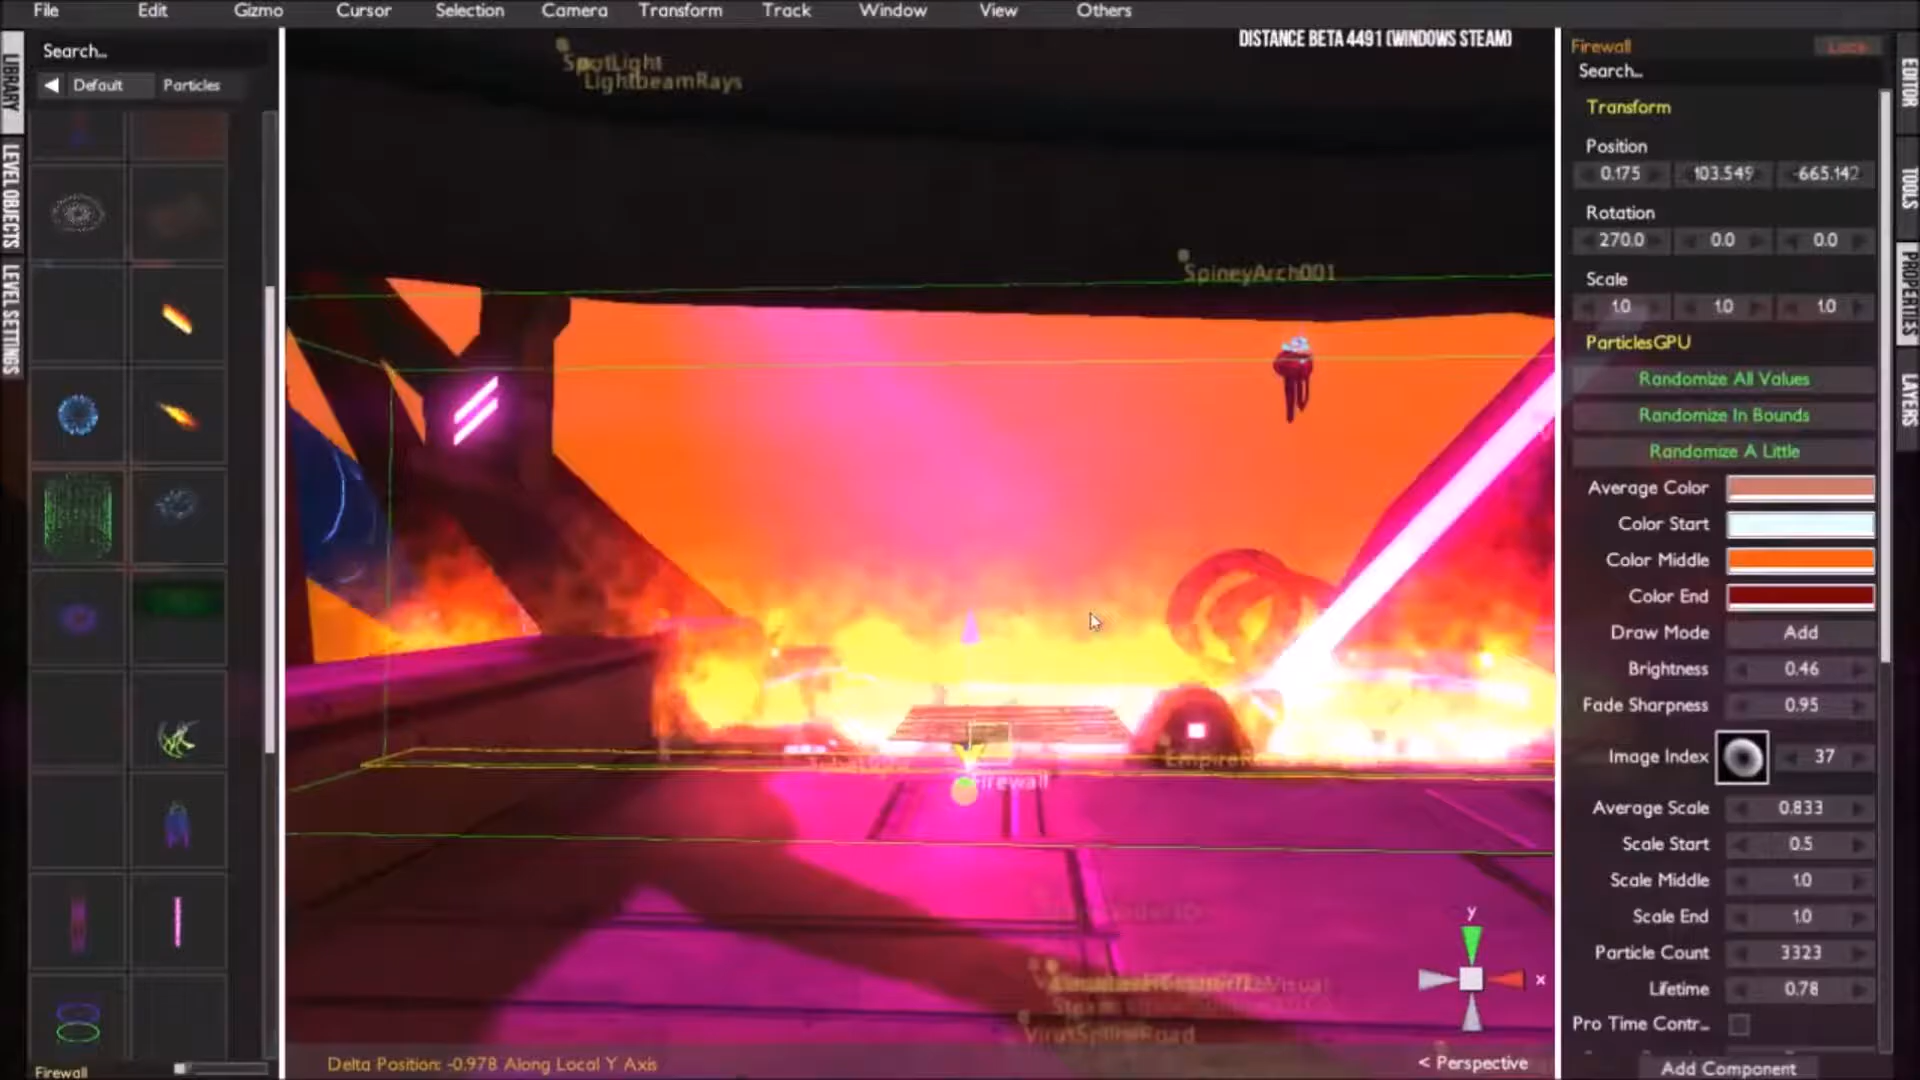 File Edit Gizmo Cursor Selection Camera Transform Track Window View Others
LIBRARY
LEVEL OBJECTS
LEVEL SETTINGS
Search...
Default Particles
Firewall
DISTANCE BETA 4491 (WINDOWS STEAM)
SpotLight
LightbeamRays
SpineyArch001
Firewall
VirusSplineRoad
y
x
Delta Position: -0.978 Along Local Y Axis
< Perspective
Firewall Lock
Search...
Transform
Position
0.175 103.549 -665.142
Rotation
270.0 0.0 0.0
Scale
1.0 1.0 1.0
ParticlesGPU
Randomize All Values
Randomize In Bounds
Randomize A Little
Average Color
Color Start
Color Middle
Color End
Draw Mode Add
Brightness 0.46
Fade Sharpness 0.95
Image Index 37
Average Scale 0.833
Scale Start 0.5
Scale Middle 1.0
Scale End 1.0
Particle Count 3323
Lifetime 0.78
Pro Time Contr...
Add Component
EDITOR
TOOLS
PROPERTIES
LAYERS